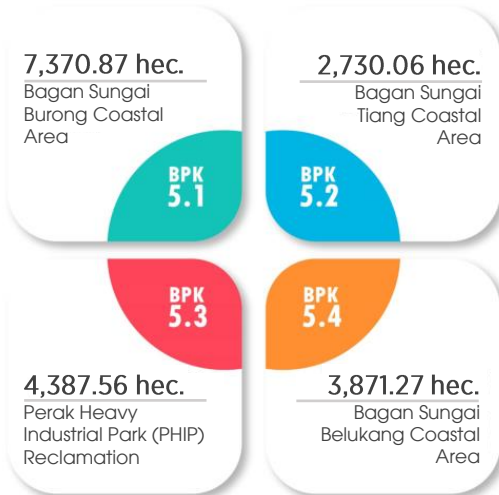 7,370.87 hec.
Bagan Sungai
Burong Coastal
Area
BPK
5.1
2,730.06 hec.
Bagan Sungai
Tiang Coastal
Area
BPK
5.2
BPK
5.3
4,387.56 hec.
Perak Heavy
Industrial Park (PHIP)
Reclamation
BPK
5.4
3,871.27 hec.
Bagan Sungai
Belukang Coastal
Area